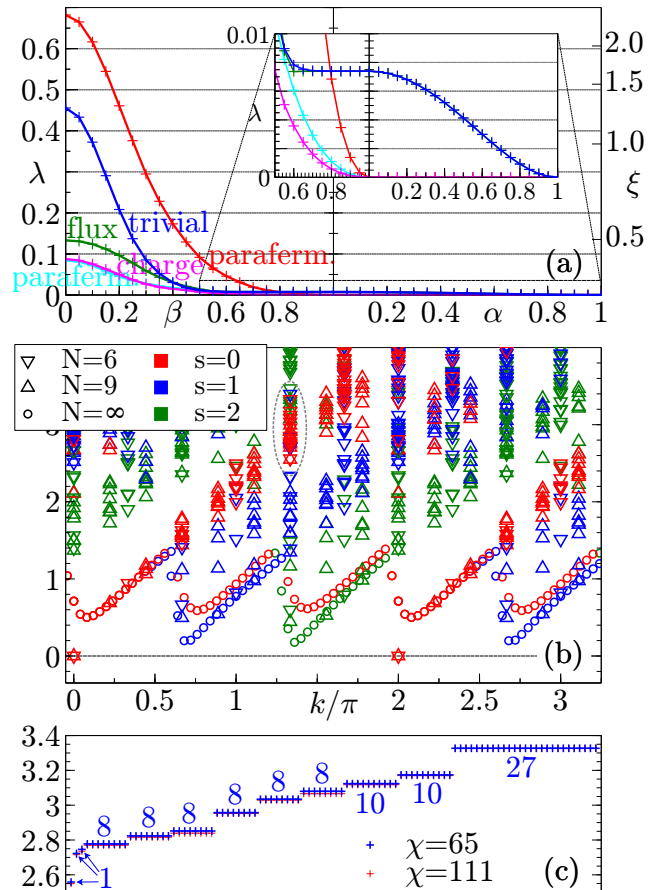 0.6
0.5
0.4
λ
0.2
0.1
0
0.01
λ
0
0.6
0.8
0.2
0.4
0.6
0.8
1
2.0
1.5
1.0
ξ
0.5
flux
trivial
parafermi
charge
paraferm.
(a)
0
0.2
β
0.6
0.8
0
0.2
0.4
α
0.8
1
N=6
N=9
N=∞
s=0
s=1
s=2
3
2
1
0
(b)
0
0.5
1
k/π
2
2.5
3
3.4
3.2
3.0
2.8
2.6
8
8
8
8
8
8
10
10
27
1
χ=65
χ=111
(c)